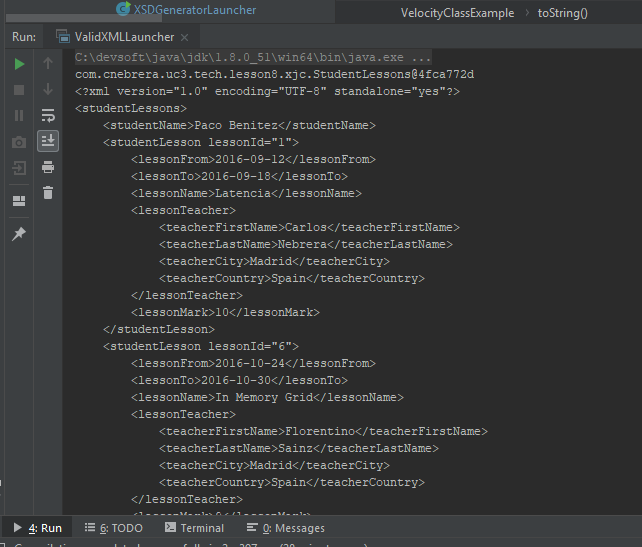 XSDGeneratorLauncher
VelocityClassExample > toString()
Run: ValidXMLLauncher ×
C:\devsoft\java\jdk\1.8.0_51\win64\bin\java.exe ...
com.cnebrera.uc3.tech.lesson8.xjc.StudentLessons@4fca772d
<?xml version="1.0" encoding="UTF-8" standalone="yes"?>
<studentLessons>
    <studentName>Paco Benitez</studentName>
    <studentLesson lessonId="1">
        <lessonFrom>2016-09-12</lessonFrom>
        <lessonTo>2016-09-18</lessonTo>
        <lessonName>Latencia</lessonName>
        <lessonTeacher>
            <teacherFirstName>Carlos</teacherFirstName>
            <teacherLastName>Nebrera</teacherLastName>
            <teacherCity>Madrid</teacherCity>
            <teacherCountry>Spain</teacherCountry>
        </lessonTeacher>
        <lessonMark>10</lessonMark>
    </studentLesson>
    <studentLesson lessonId="6">
        <lessonFrom>2016-10-24</lessonFrom>
        <lessonTo>2016-10-30</lessonTo>
        <lessonName>In Memory Grid</lessonName>
        <lessonTeacher>
            <teacherFirstName>Florentino</teacherFirstName>
            <teacherLastName>Sainz</teacherLastName>
            <teacherCity>Madrid</teacherCity>
            <teacherCountry>Spain</teacherCountry>
        </lessonTeacher>
4: Run 6: TODO Terminal 0: Messages